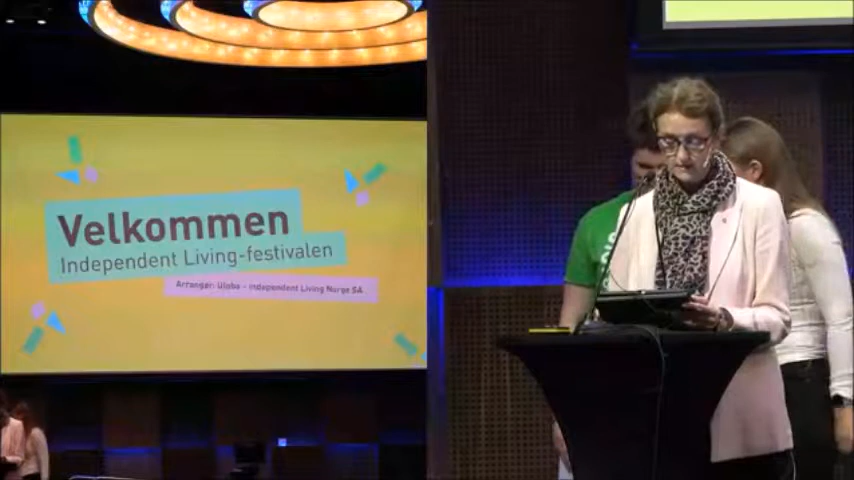 Velkommen
Independent Living-festivalen
Arrangør: Uloba - Independent Living Norge SA